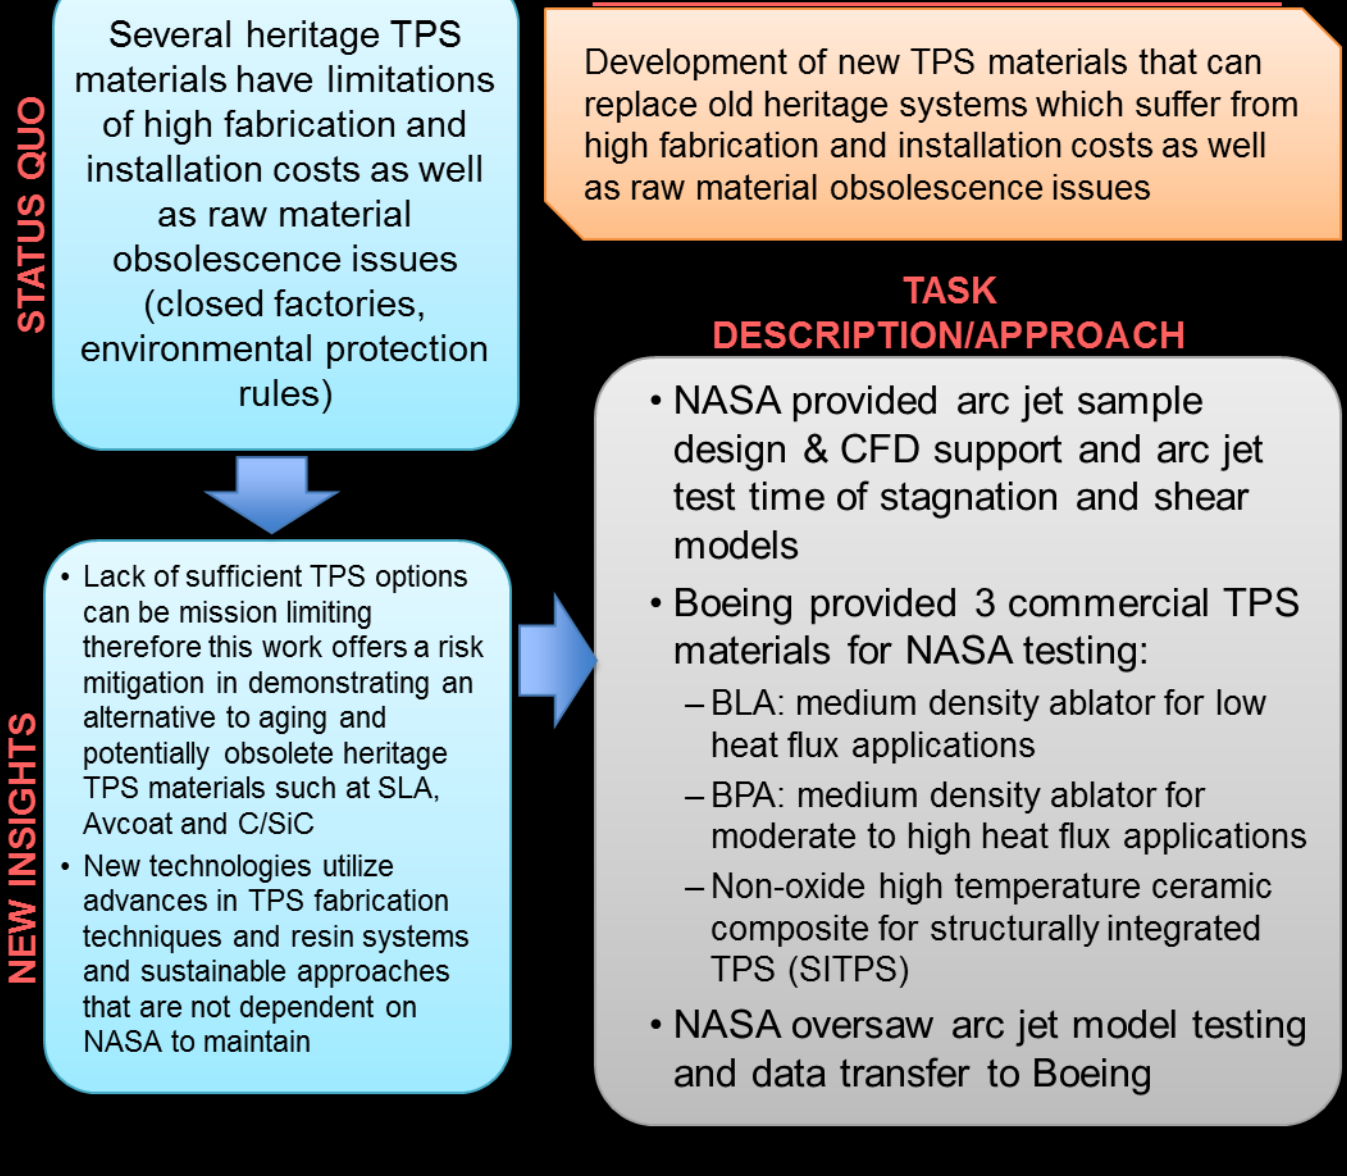 STATUS QUO
Several heritage TPS
materials have limitations
of high fabrication and
installation costs as well
as raw material
obsolescence issues
(closed factories,
environmental protection
rules)
NEW INSIGHTS
• Lack of sufficient TPS options
can be mission limiting
therefore this work offers a risk
mitigation in demonstrating an
alternative to aging and
potentially obsolete heritage
TPS materials such at SLA,
Avcoat and C/SiC
• New technologies utilize
advances in TPS fabrication
techniques and resin systems
and sustainable approaches
that are not dependent on
NASA to maintain
Development of new TPS materials that can
replace old heritage systems which suffer from
high fabrication and installation costs as well
as raw material obsolescence issues
TASK
DESCRIPTION/APPROACH
• NASA provided arc jet sample
design & CFD support and arc jet
test time of stagnation and shear
models
• Boeing provided 3 commercial TPS
materials for NASA testing:
– BLA: medium density ablator for low
heat flux applications
– BPA: medium density ablator for
moderate to high heat flux applications
– Non-oxide high temperature ceramic
composite for structurally integrated
TPS (SITPS)
• NASA oversaw arc jet model testing
and data transfer to Boeing